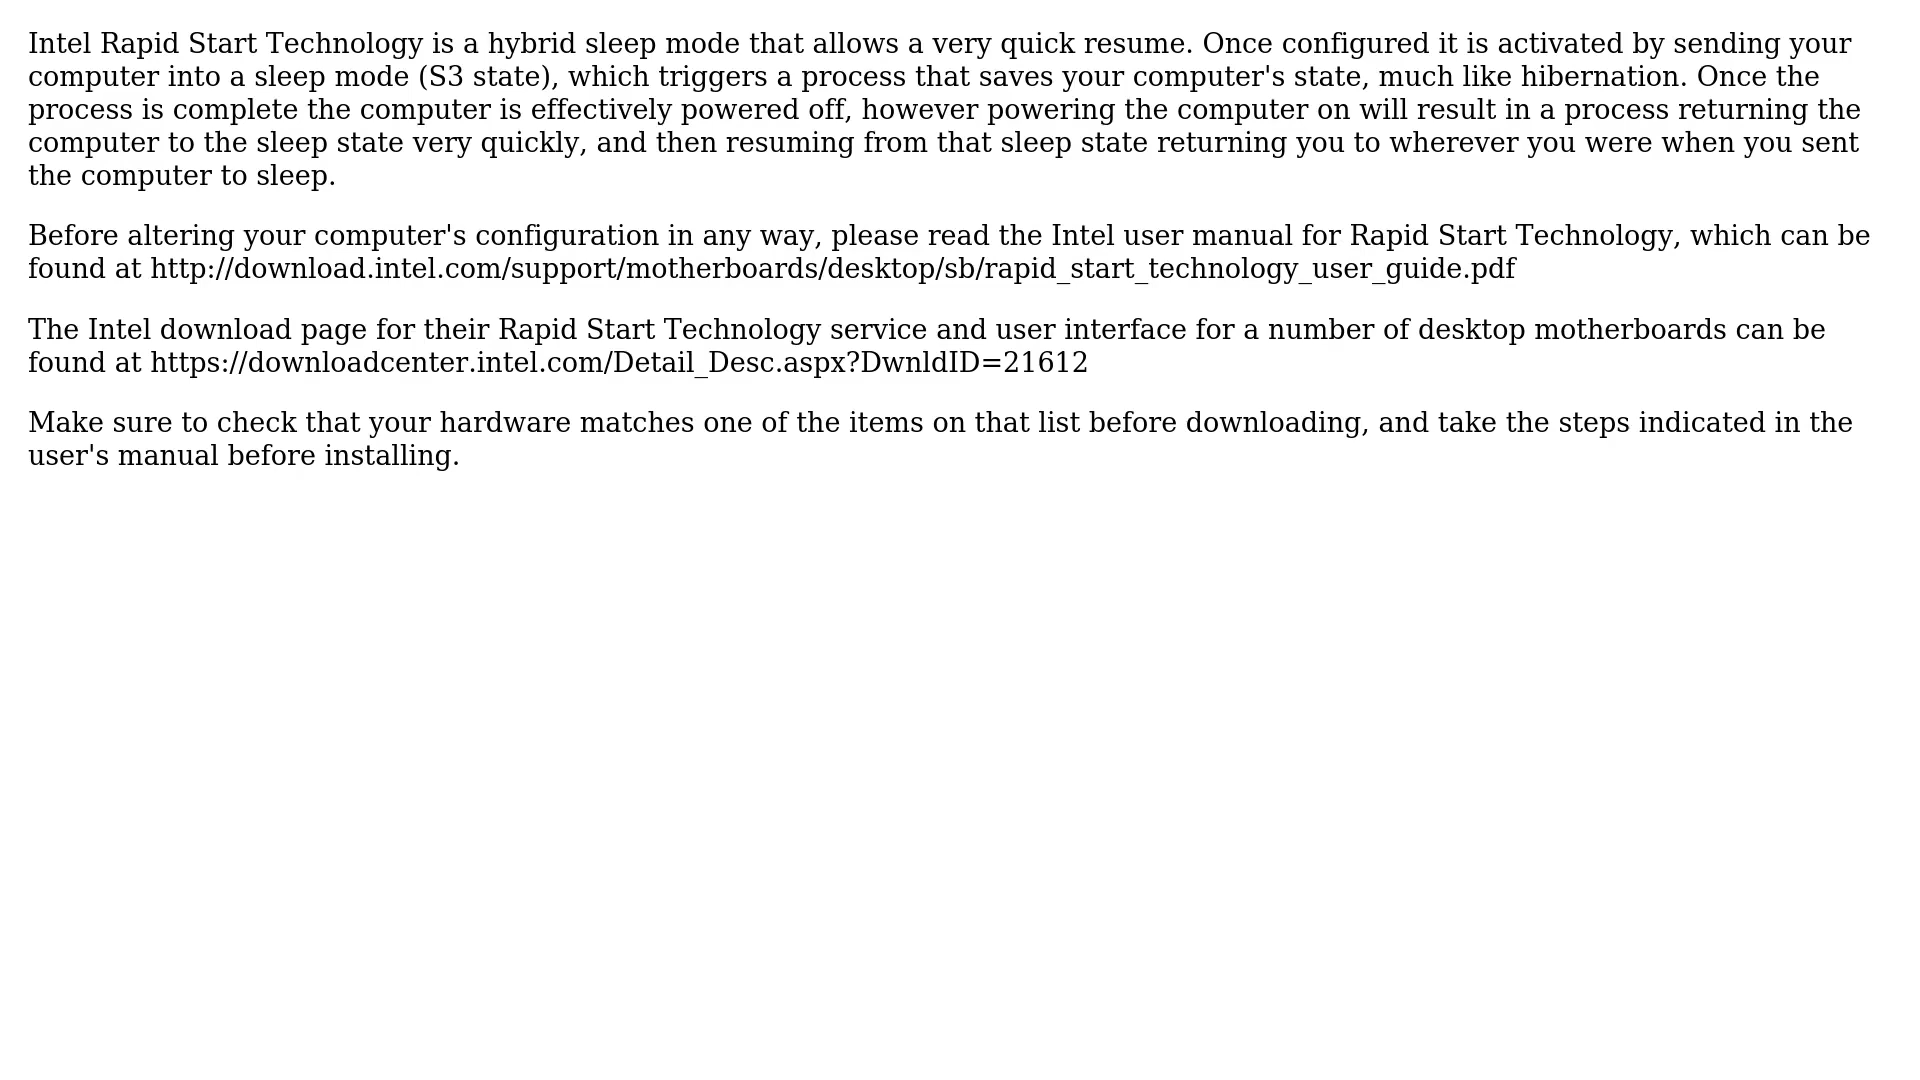 Intel Rapid Start Technology is a hybrid sleep mode that allows a very quick resume. Once configured it is activated by sending your
computer into a sleep mode (S3 state), which triggers a process that saves your computer's state, much like hibernation. Once the
process is complete the computer is effectively powered off, however powering the computer on will result in a process returning the
computer to the sleep state very quickly, and then resuming from that sleep state returning you to wherever you were when you sent
the computer to sleep.
Before altering your computer's configuration in any way, please read the Intel user manual for Rapid Start Technology, which can be
found at http://download.intel.com/support/motherboards/desktop/sb/rapid_start_technology_user_guide.pdf
The Intel download page for their Rapid Start Technology service and user interface for a number of desktop motherboards can be
found at https://downloadcenter.intel.com/Detail_Desc.aspx?DwnldID=21612
Make sure to check that your hardware matches one of the items on that list before downloading, and take the steps indicated in the
user's manual before installing.